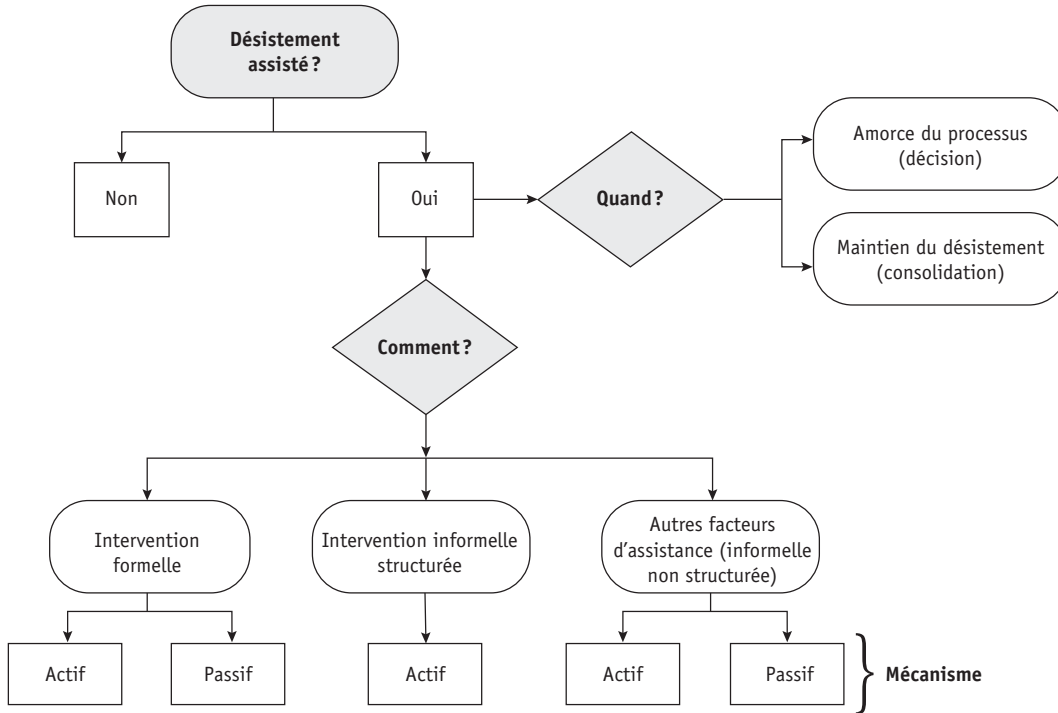 Désistement
assisté ?
Non
Oui
Quand ?
Amorce du processus
(décision)
Maintien du désistement
(consolidation)
Comment ?
Intervention
formelle
Intervention informelle
structurée
Autres facteurs
d'assistance (informelle
non structurée)
Actif
Passif
Actif
Actif
Passif
Mécanisme